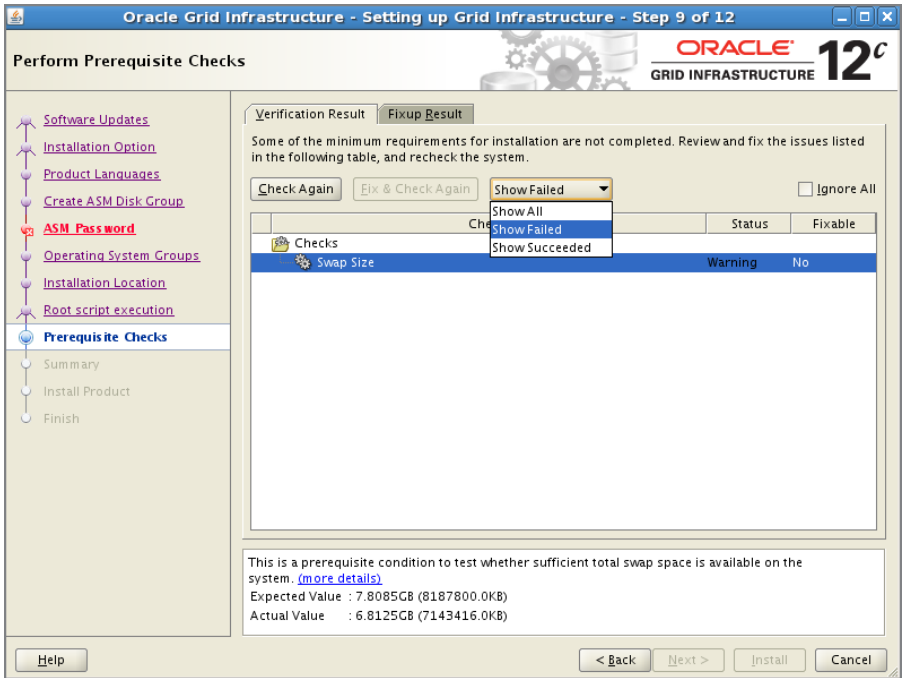 Oracle Grid Infrastructure - Setting up Grid Infrastructure - Step 9 of 12
Perform Prerequisite Checks
ORACLE
GRID INFRASTRUCTURE
12c
Software Updates
Installation Option
Product Languages
Create ASM Disk Group
ASM Password
Operating System Groups
Installation Location
Root script execution
Prerequisite Checks
Summary
Install Product
Finish
Verification Result
Fixup Result
Some of the minimum requirements for installation are not completed. Review and fix the issues listed
in the following table, and recheck the system.
Check Again
Fix & Check Again
Show Failed
Ignore All
Show All
Show Failed
Show Succeeded
Status
Fixable
Checks
Swap Size
Warning
No
This is a prerequisite condition to test whether sufficient total swap space is available on the
system. (more details)
Expected Value : 7.8085GB (8187800.0KB)
Actual Value : 6.8125GB (7143416.0KB)
Help
< Back
Next >
Install
Cancel